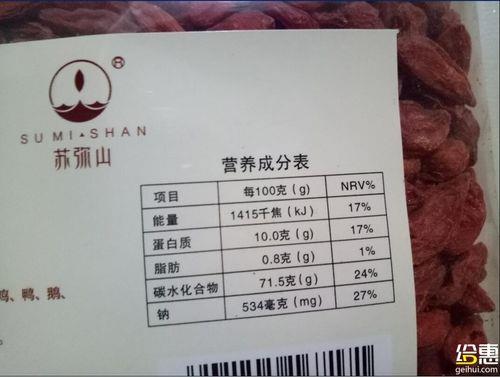 ®
SUMI▲SHAN
苏弥山
营养成分表
项目 每100克(g) NRV%
能量 1415千焦(kJ) 17%
蛋白质 10.0克(g) 17%
脂肪 0.8克(g) 1%
碳水化合物 71.5克(g) 24%
钠 534毫克(mg) 27%
鸡、鸭、鹅、
给惠
geihui.com